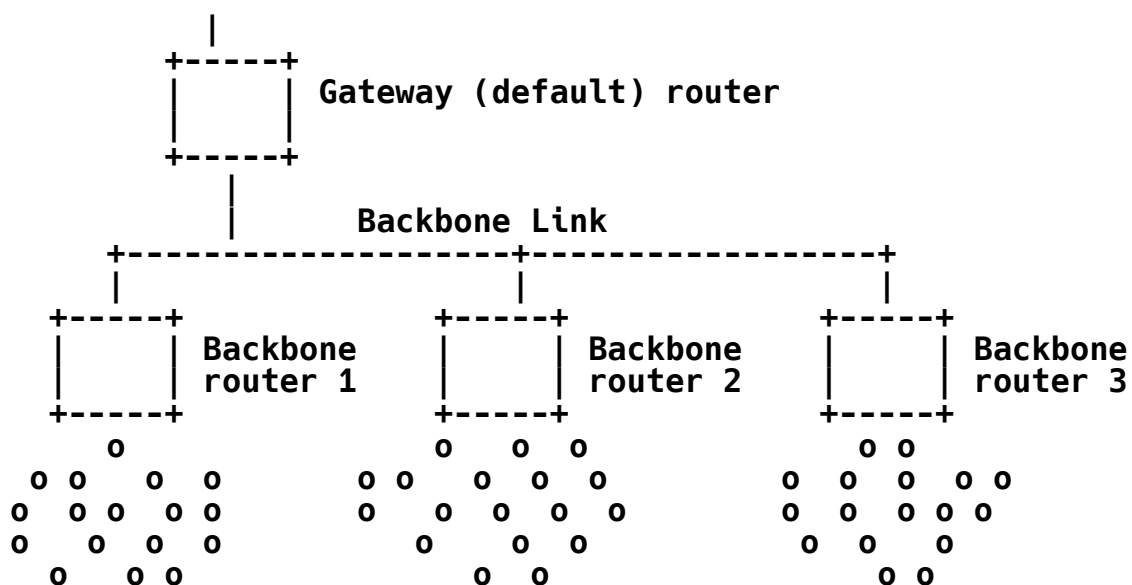 Gateway (default) router
Backbone Link
Backbone Backbone Backbone
router 1 router 2 router 3
o o o o o o
o o o o o o o o o o o o o o
o o o o o o o o o o o o o o o
o o o o o o o o o o
o o o o o o o